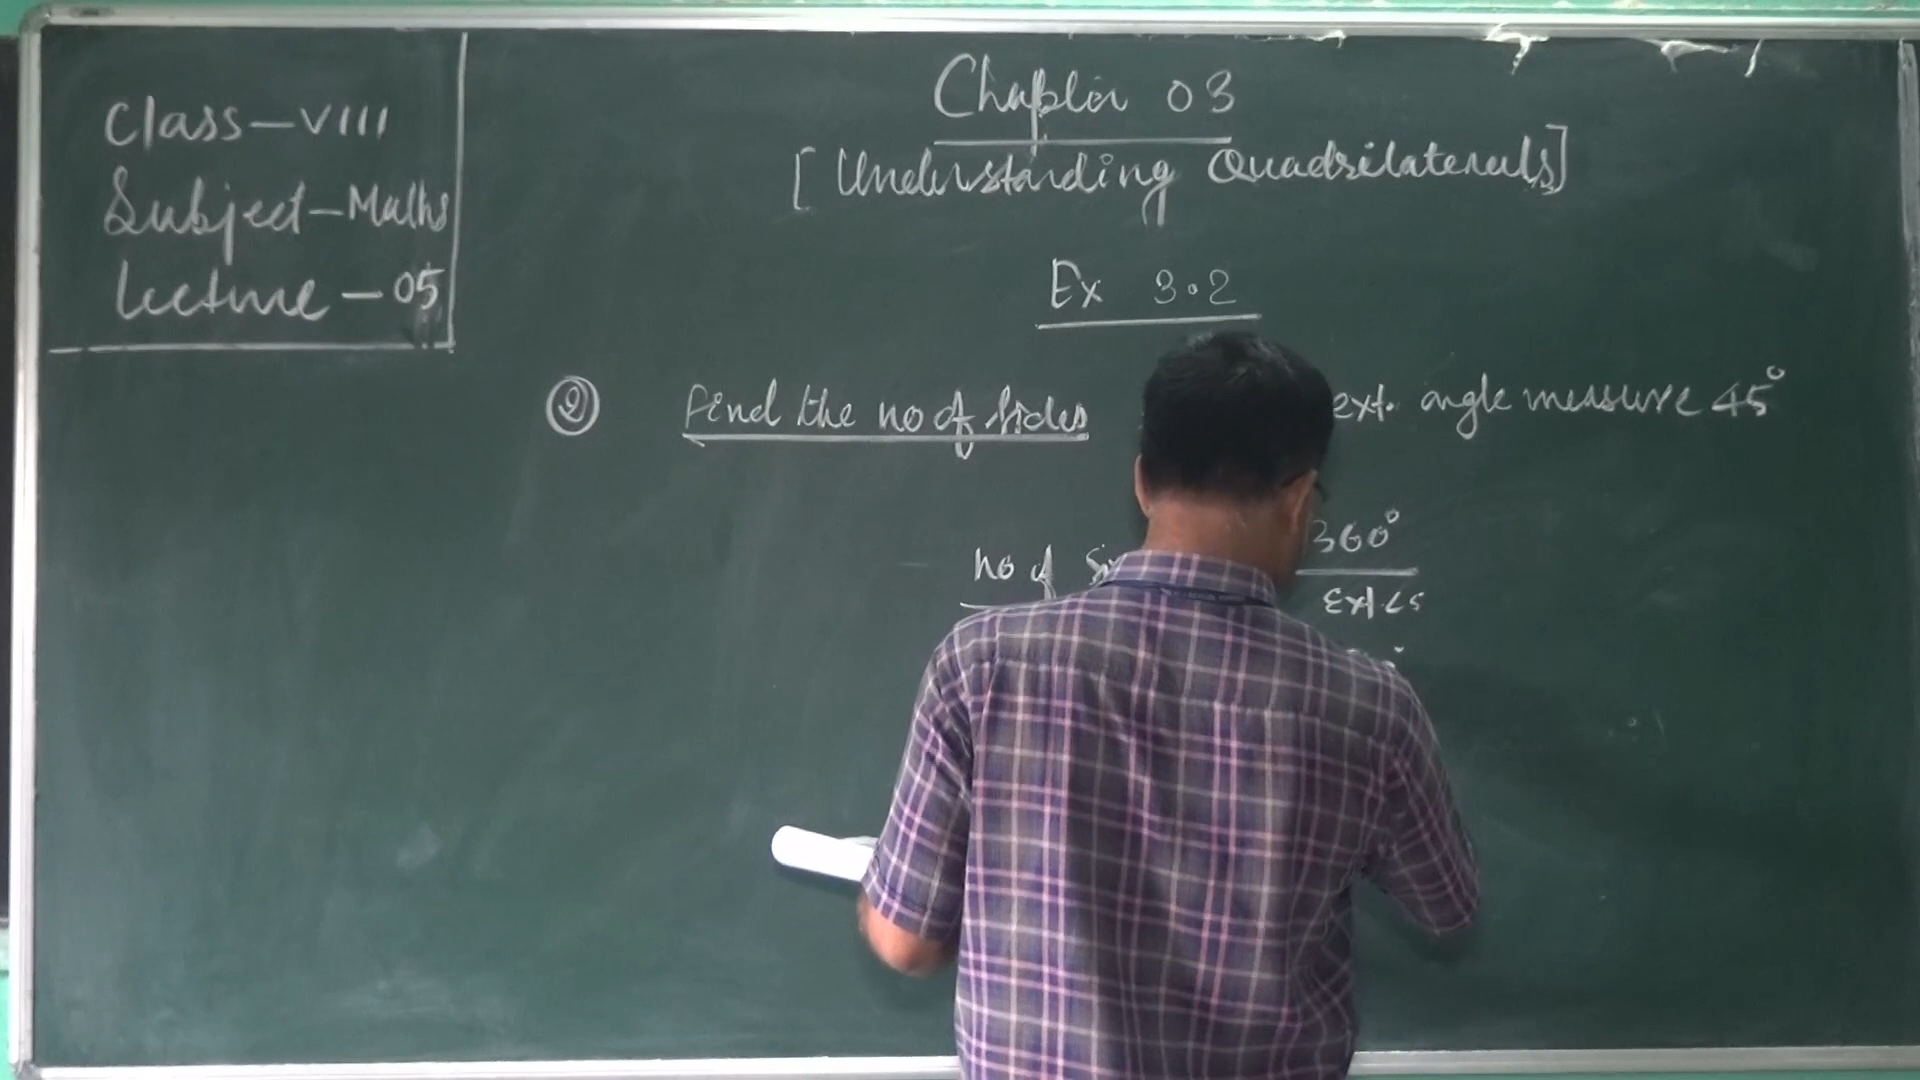 Class-VIII
Subject-Maths
Lecture-05
Chapter 03
[Understanding Quadrilaterals]
Ex 3.2
Find the no of sides ext. angle measure 45°
no of 360°
Ext.∠s